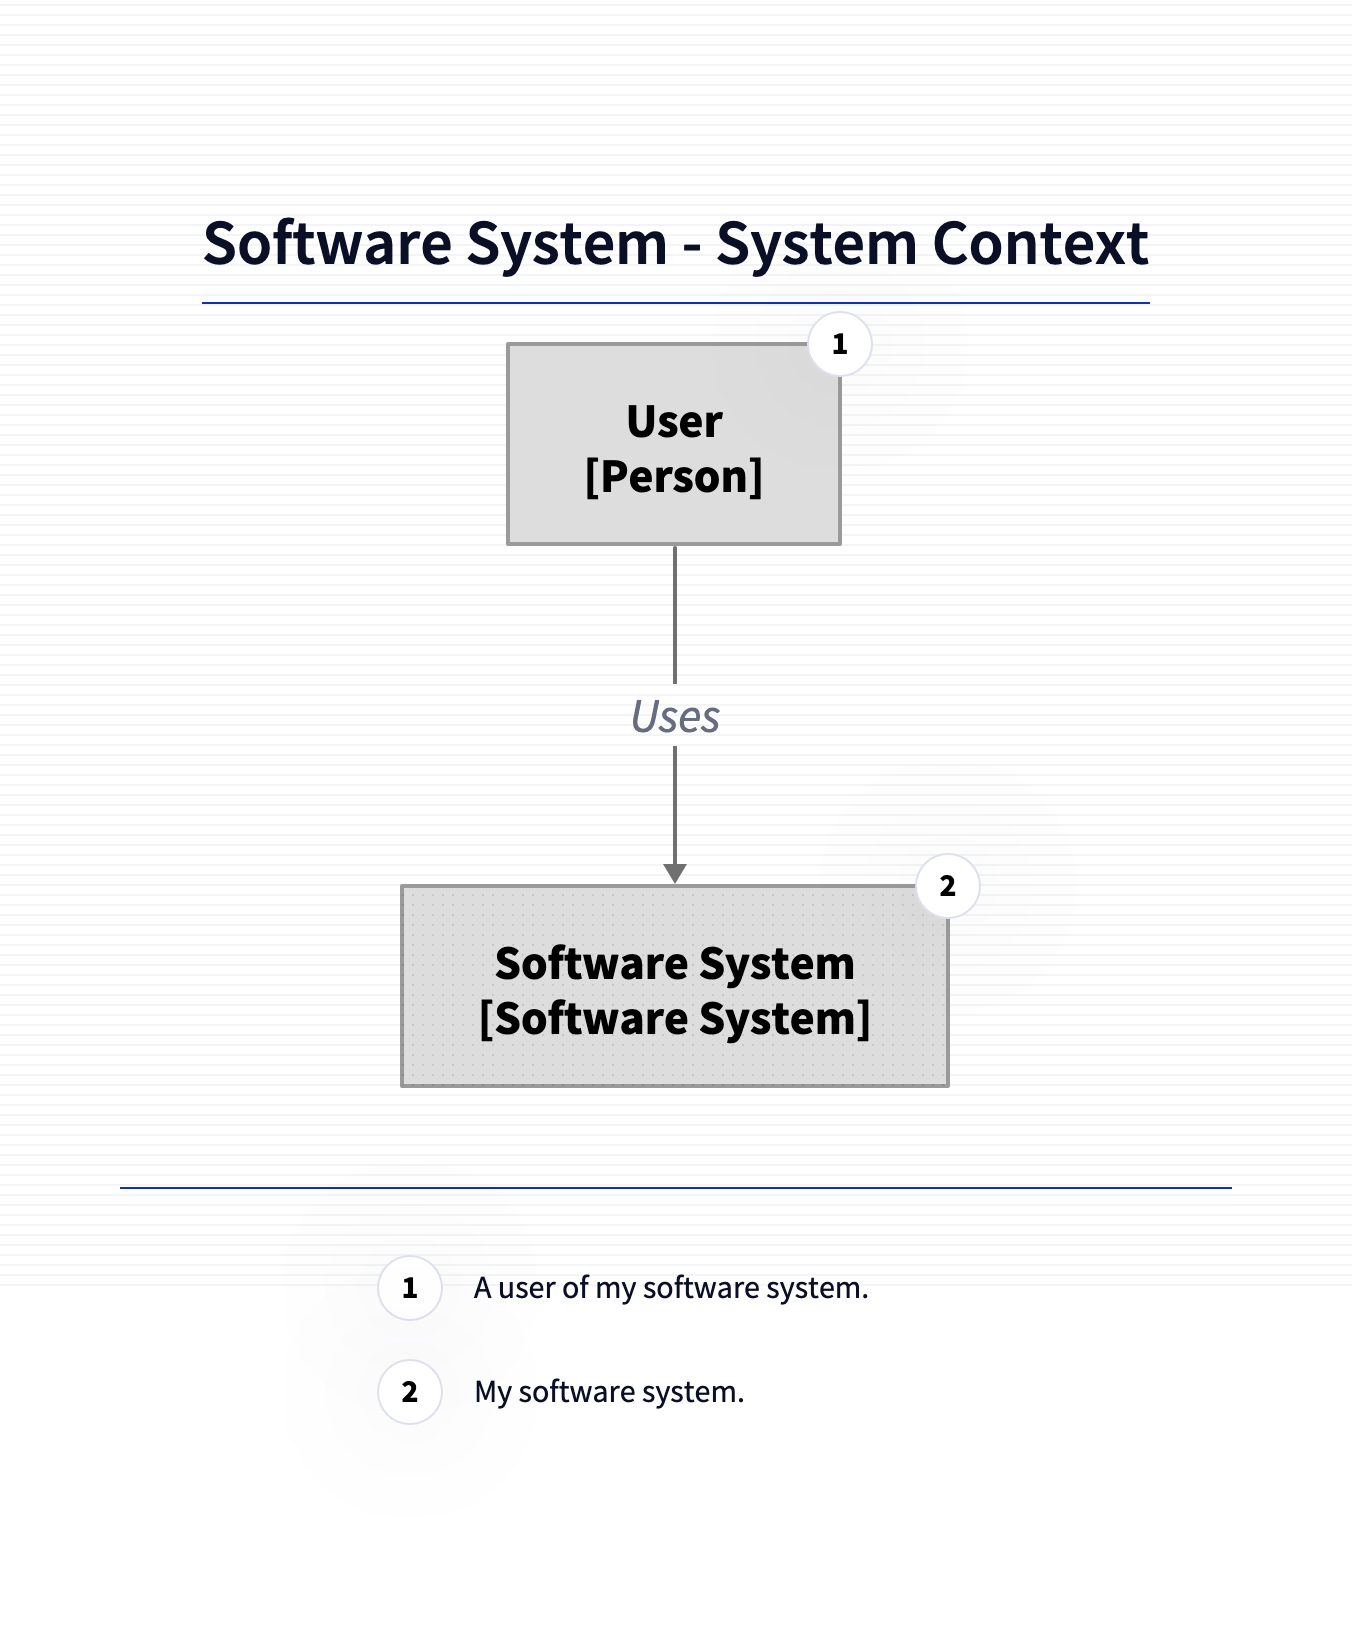 Software System - System Context
1
User
[Person]
Uses
2
Software System
[Software System]
1 A user of my software system.
2 My software system.